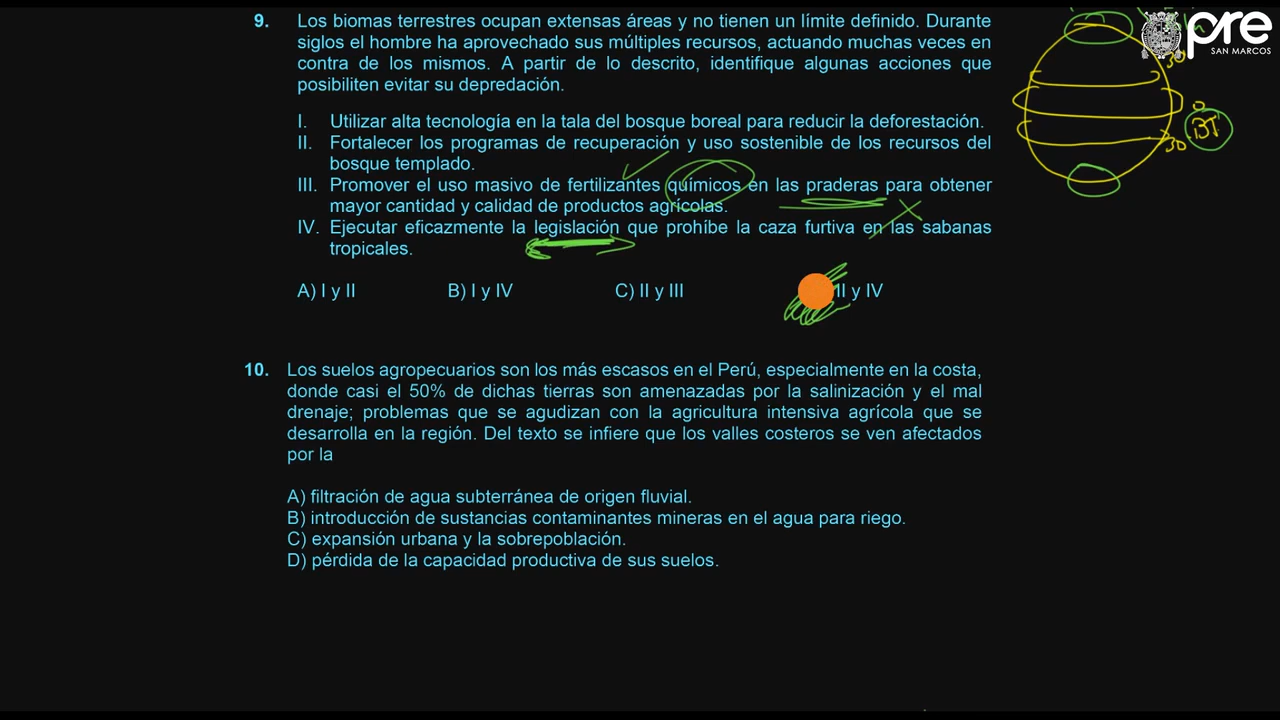 pre
SAN MARCOS
9. Los biomas terrestres ocupan extensas áreas y no tienen un límite definido. Durante
siglos el hombre ha aprovechado sus múltiples recursos, actuando muchas veces en
contra de los mismos. A partir de lo descrito, identifique algunas acciones que
posibiliten evitar su depredación.
30
0
BT
30
I. Utilizar alta tecnología en la tala del bosque boreal para reducir la deforestación.
II. Fortalecer los programas de recuperación y uso sostenible de los recursos del
bosque templado.
III. Promover el uso masivo de fertilizantes químicos en las praderas para obtener
mayor cantidad y calidad de productos agrícolas.
IV. Ejecutar eficazmente la legislación que prohíbe la caza furtiva en las sabanas
tropicales.
A) I y II B) I y IV C) II y III II y IV
10. Los suelos agropecuarios son los más escasos en el Perú, especialmente en la costa,
donde casi el 50% de dichas tierras son amenazadas por la salinización y el mal
drenaje; problemas que se agudizan con la agricultura intensiva agrícola que se
desarrolla en la región. Del texto se infiere que los valles costeros se ven afectados
por la
A) filtración de agua subterránea de origen fluvial.
B) introducción de sustancias contaminantes mineras en el agua para riego.
C) expansión urbana y la sobrepoblación.
D) pérdida de la capacidad productiva de sus suelos.